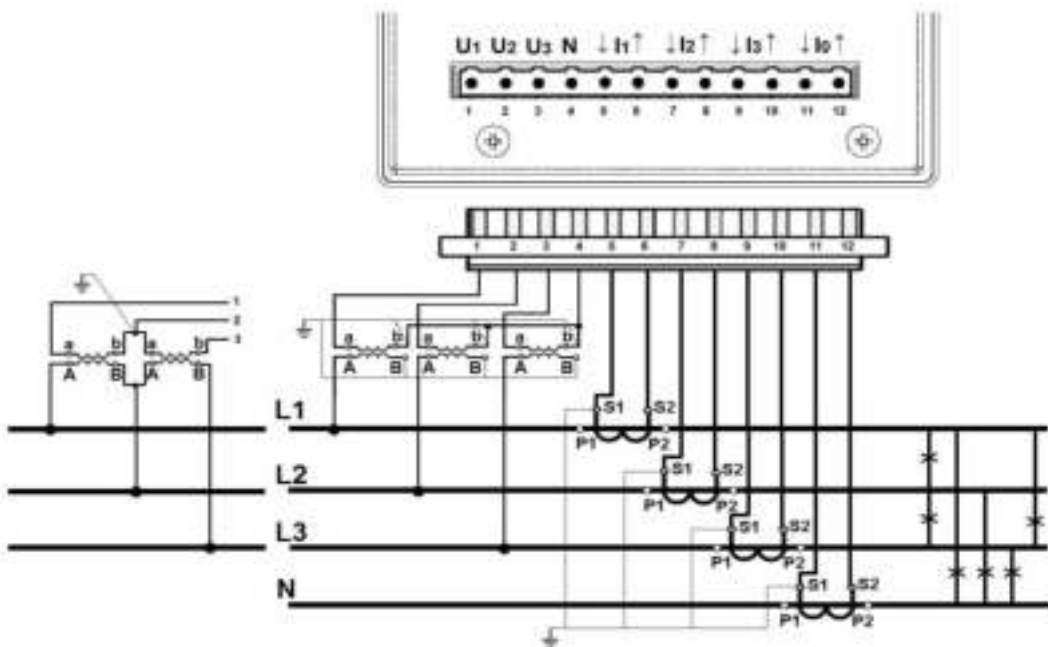 U1 U2 U3 N ↓ I1 ↑ ↓ I2 ↑ ↓ I3 ↑ ↓ I0 ↑
1 2 3 4 5 6 7 8 9 10 11 12
1 2 3 4 5 6 7 8 9 10 11 12
1
2
3
a b a b
A B A B
a b a b a b
A B A B A B
L1
S1 S2
P1 P2
L2
S1 S2
P1 P2
L3
S1 S2
P1 P2
N
S1 S2
P1 P2